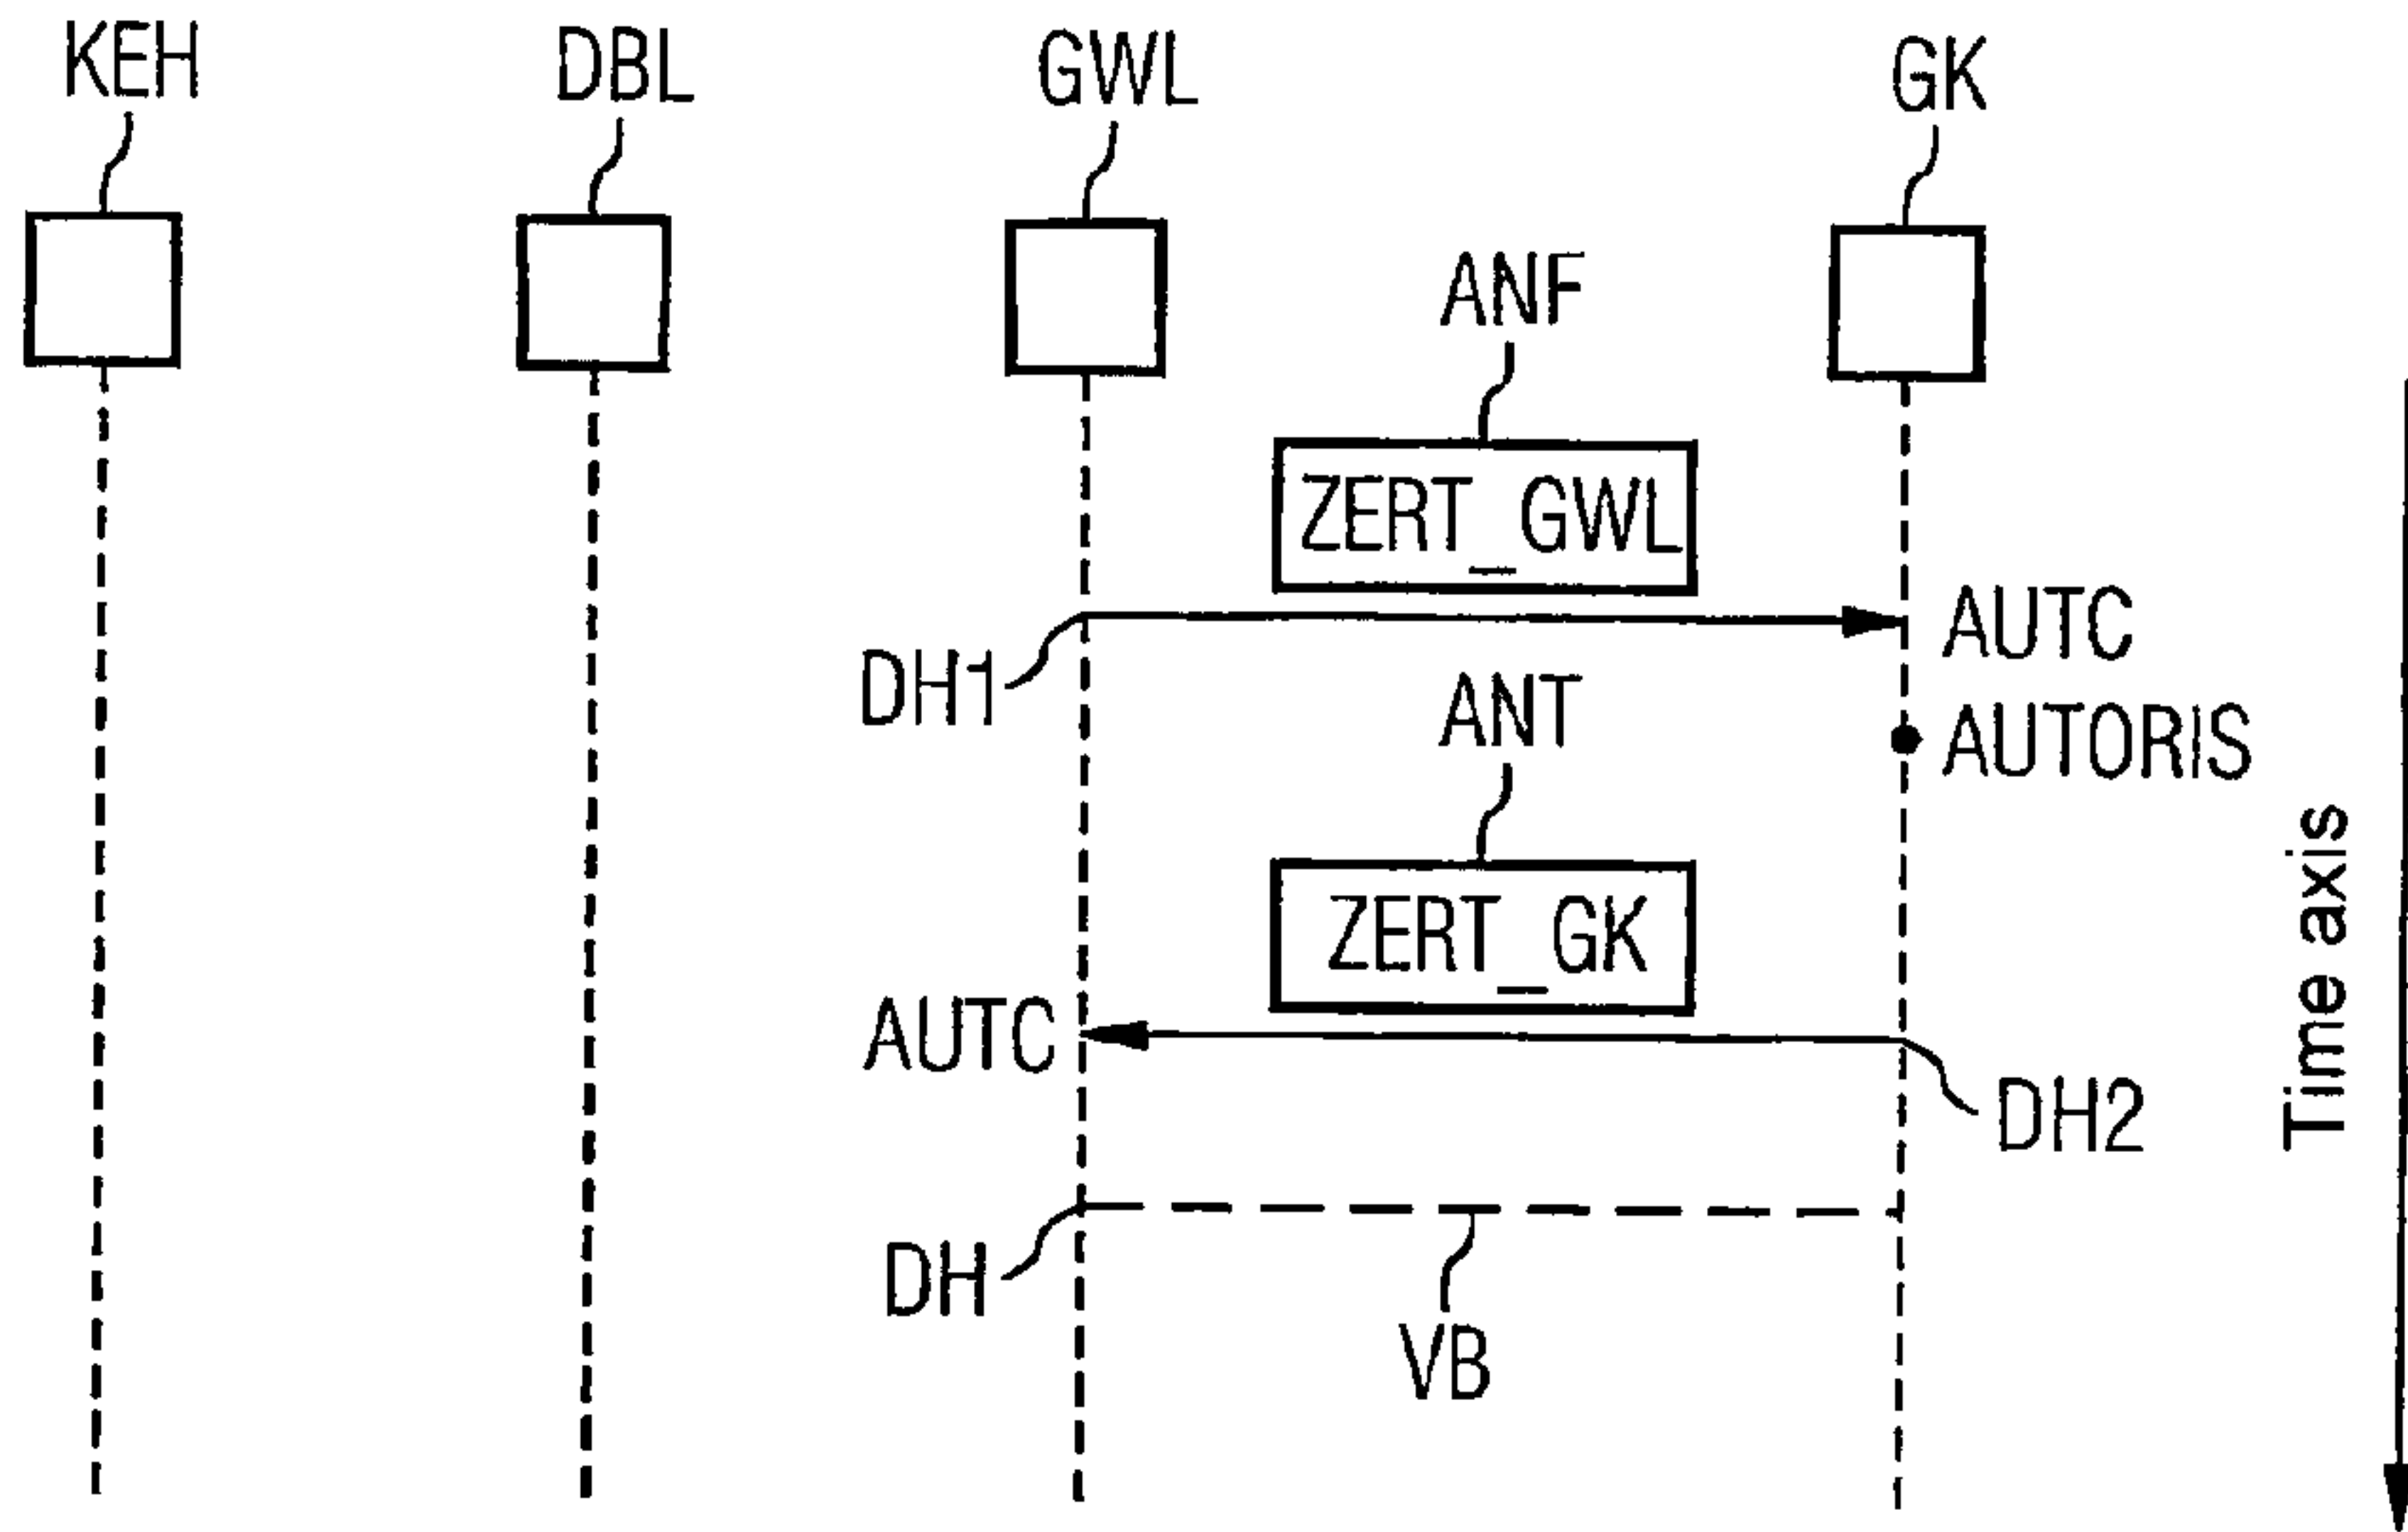 KEH
DBL
GWL
GK
ANF
ZERT_GWL
AUTC
DH1
ANT
AUTORIS
ZERT_GK
AUTC
DH2
DH
VB
Time axis